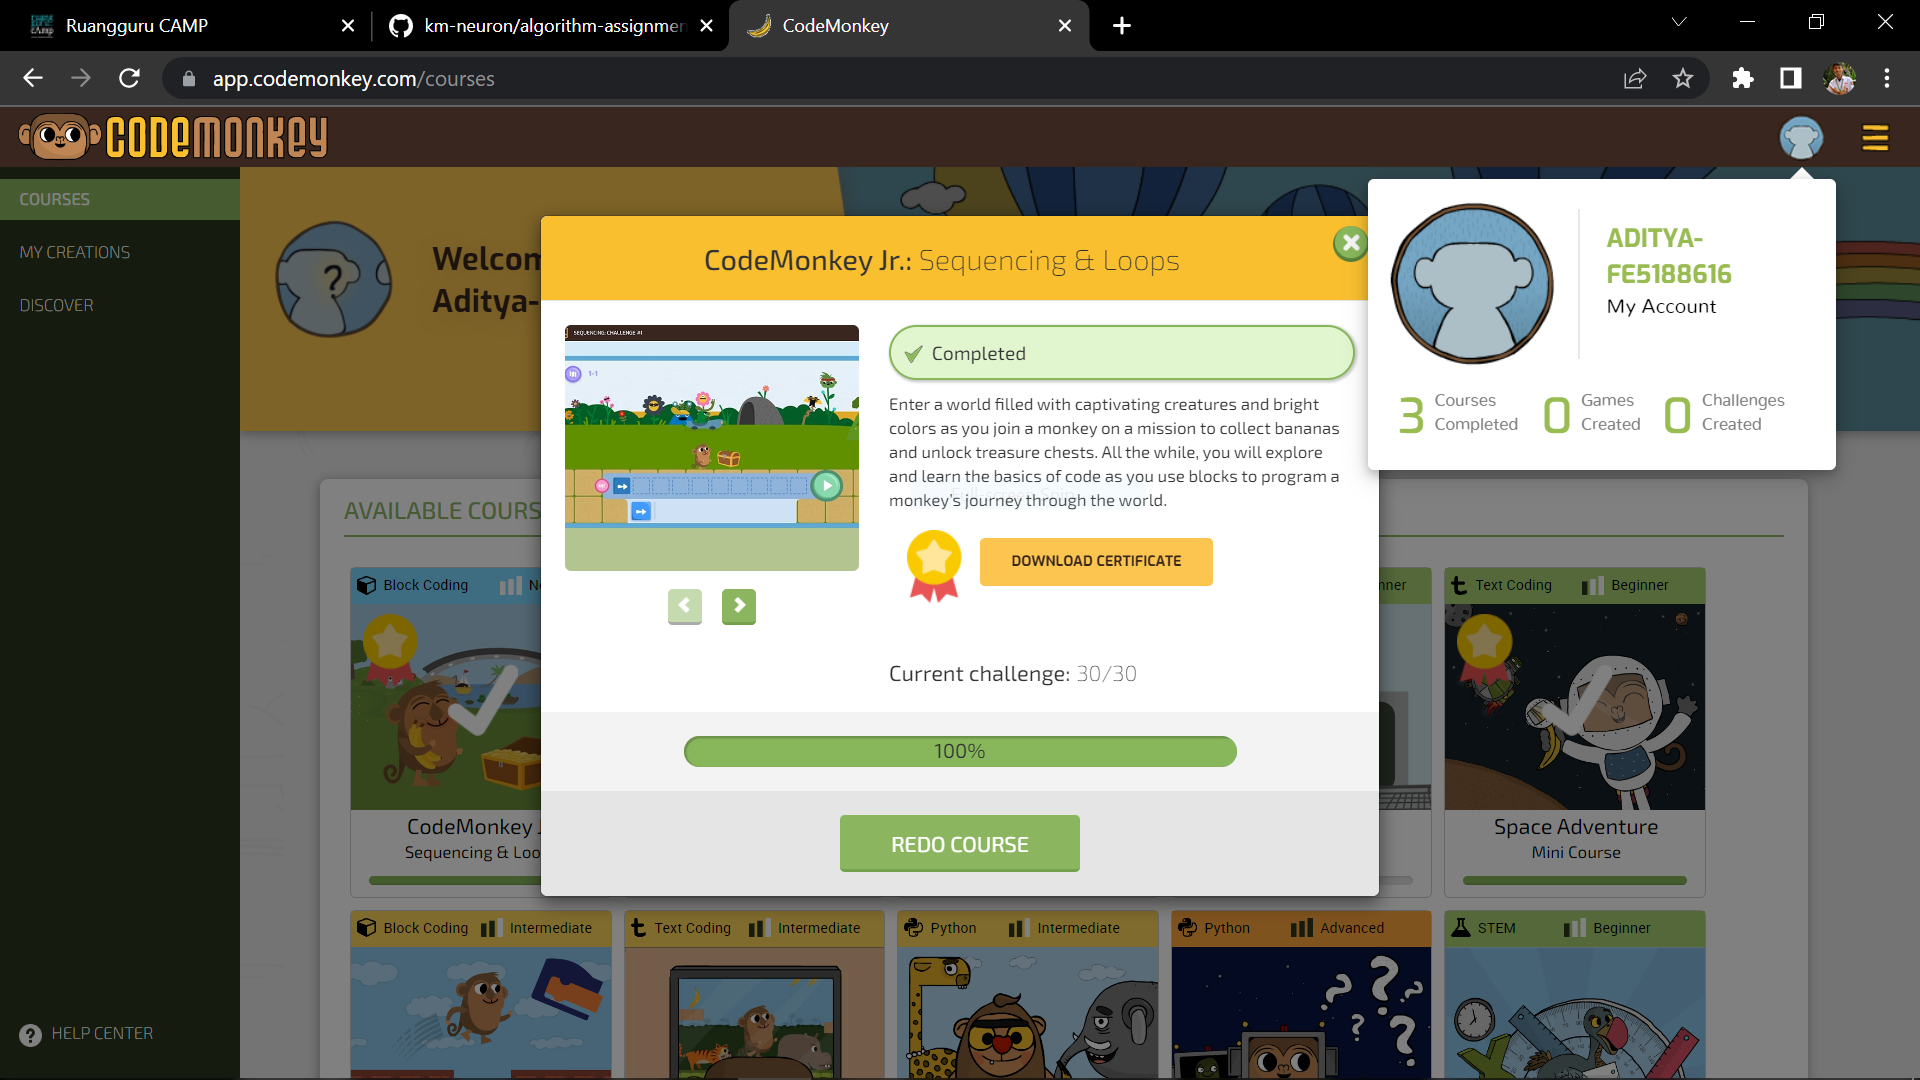 Ruangguru CAMP
km-neuron/algorithm-assignmen
CodeMonkey
app.codemonkey.com/courses
CODEMONKEY
COURSES
MY CREATIONS
DISCOVER
HELP CENTER
Welcom
Aditya-
CodeMonkey Jr.: Sequencing & Loops
SEQUENCING: CHALLENGE #1
1-1
Completed
Enter a world filled with captivating creatures and bright
colors as you join a monkey on a mission to collect bananas
and unlock treasure chests. All the while, you will explore
and learn the basics of code as you use blocks to program a
monkey's journey through the world.
DOWNLOAD CERTIFICATE
Current challenge: 30/30
100%
REDO COURSE
ADITYA-
FE5188616
My Account
3 Courses Completed
0 Games Created
0 Challenges Created
AVAILABLE COURS
Block Coding
CodeMonkey J
Sequencing & Loo
Text Coding Beginner
Space Adventure
Mini Course
Block Coding Intermediate
Text Coding Intermediate
Python Intermediate
Python Advanced
STEM Beginner